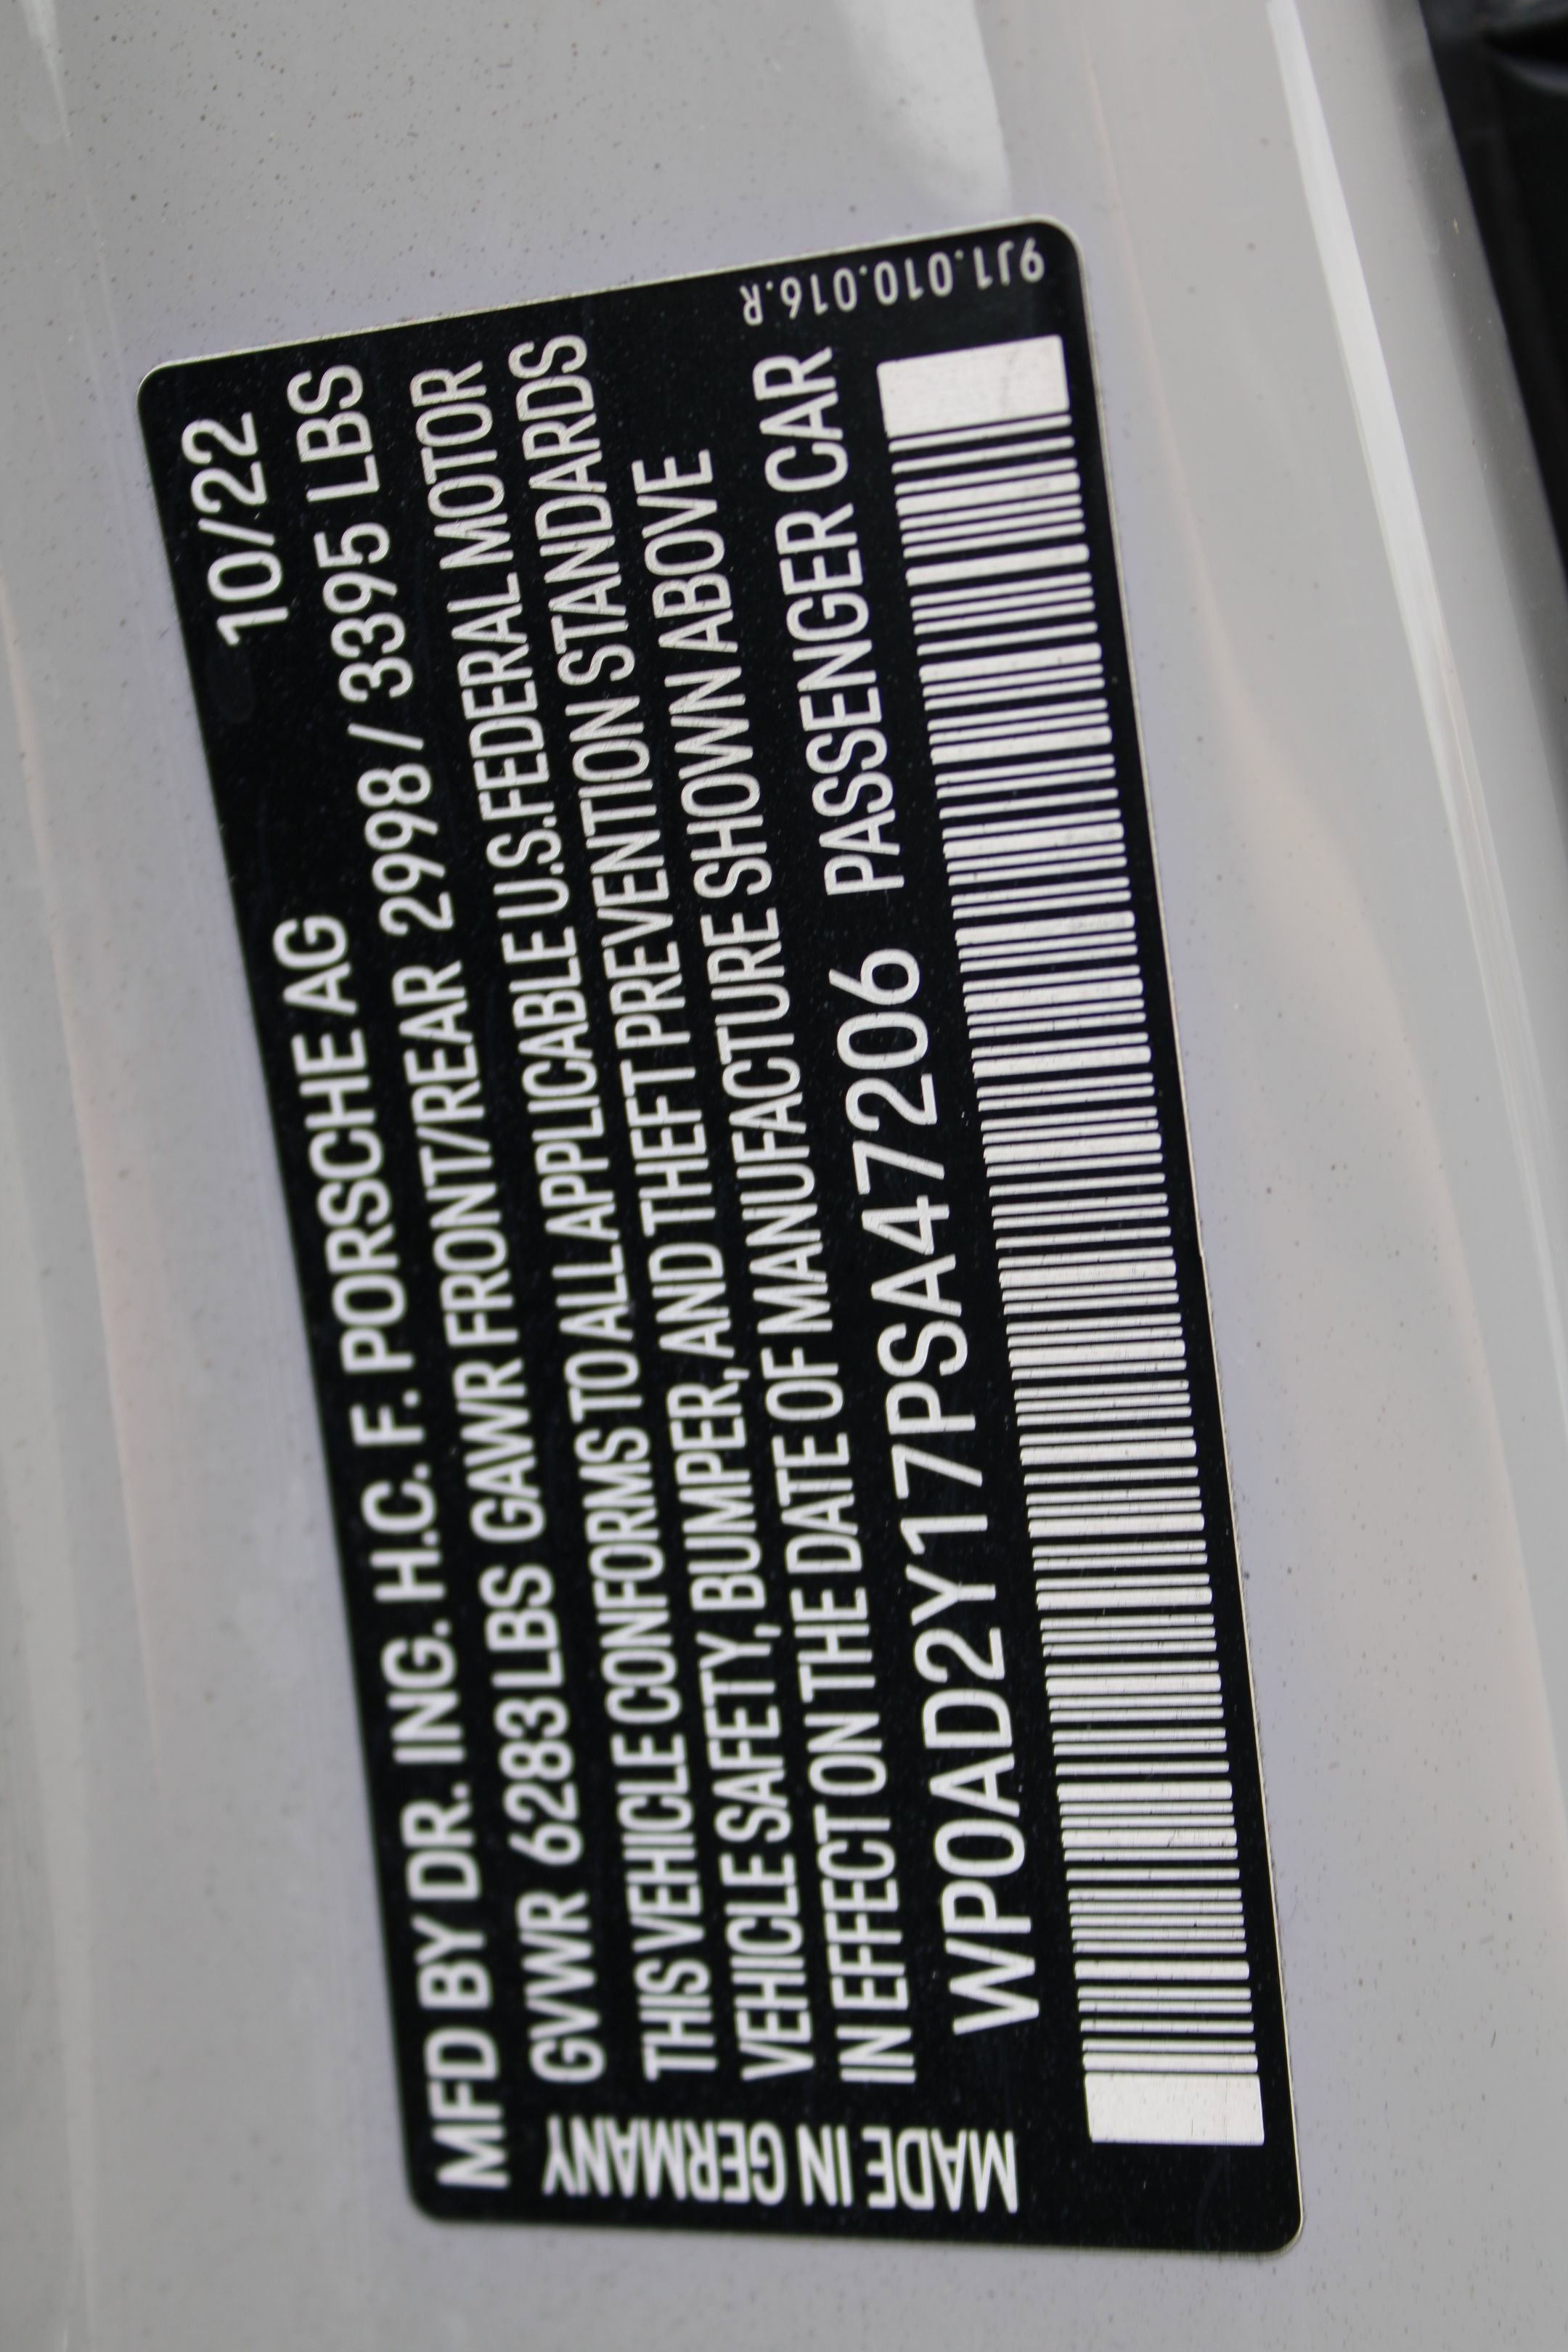 MFD BY DR. ING. H.C. F. PORSCHE AG 10/22
GVWR 6283 LBS GAWR FRONT/REAR 2998 / 3395 LBS
THIS VEHICLE CONFORMS TO ALL APPLICABLE U.S.FEDERAL MOTOR
VEHICLE SAFETY, BUMPER, AND THEFT PREVENTION STANDARDS
IN EFFECT ON THE DATE OF MANUFACTURE SHOWN ABOVE
WP0AD2Y17PSA47206 PASSENGER CAR
MADE IN GERMANY
9J1.010.016.R